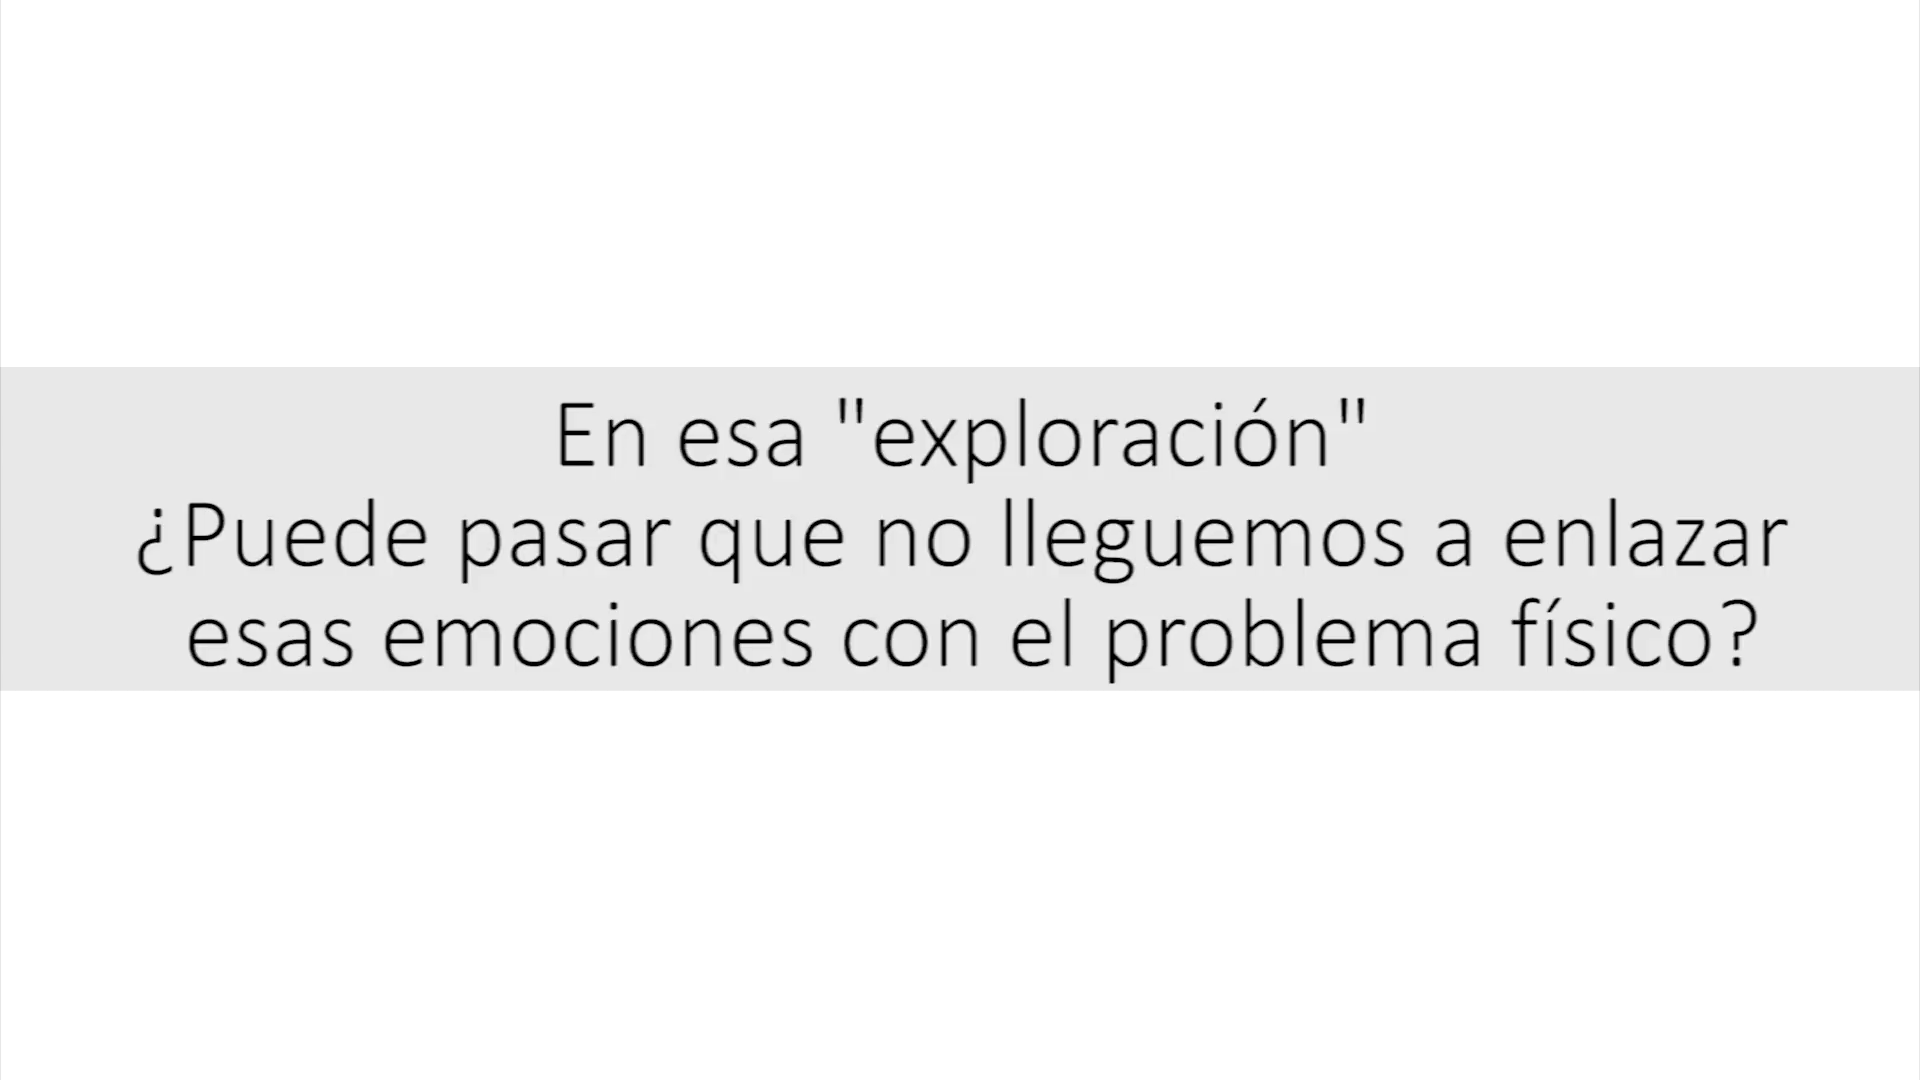 En esa "exploración"
¿Puede pasar que no lleguemos a enlazar
esas emociones con el problema físico?